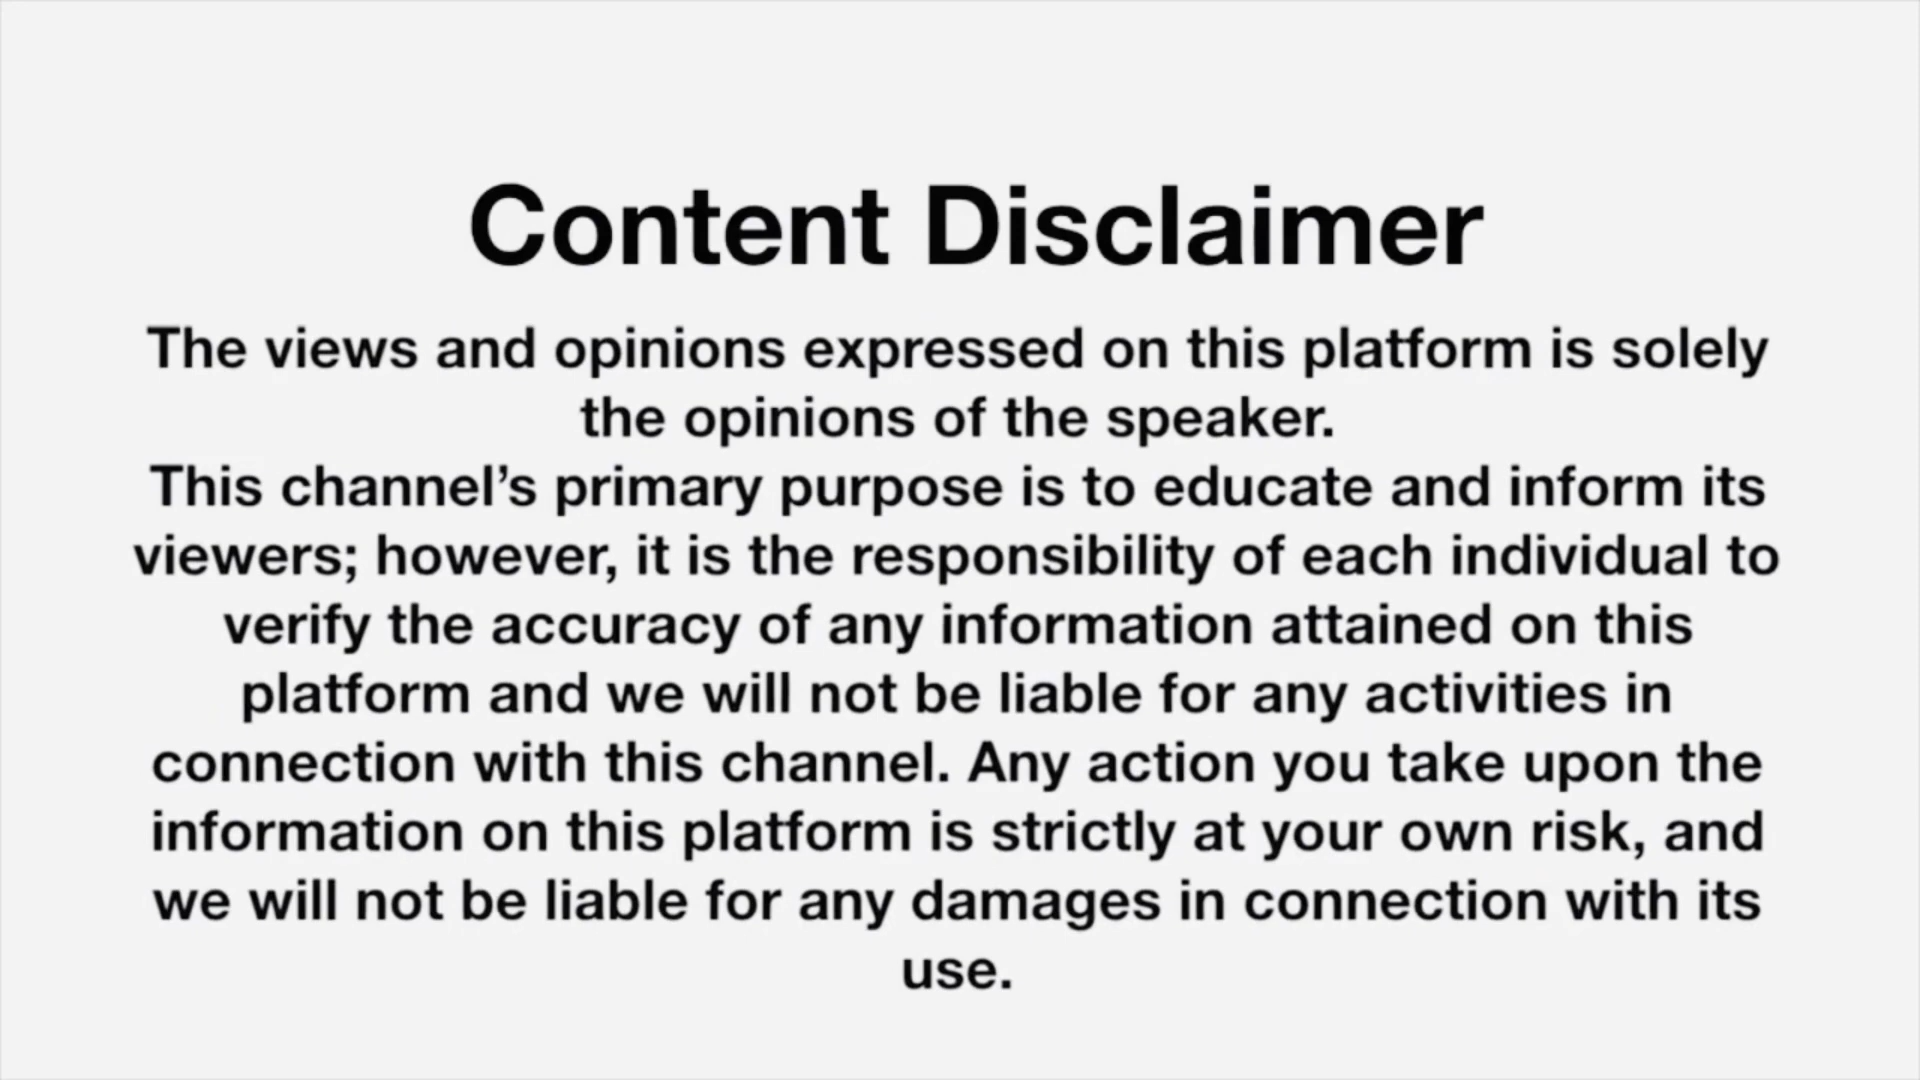 Content Disclaimer
The views and opinions expressed on this platform is solely
the opinions of the speaker.
This channel’s primary purpose is to educate and inform its
viewers; however, it is the responsibility of each individual to
verify the accuracy of any information attained on this
platform and we will not be liable for any activities in
connection with this channel. Any action you take upon the
information on this platform is strictly at your own risk, and
we will not be liable for any damages in connection with its
use.